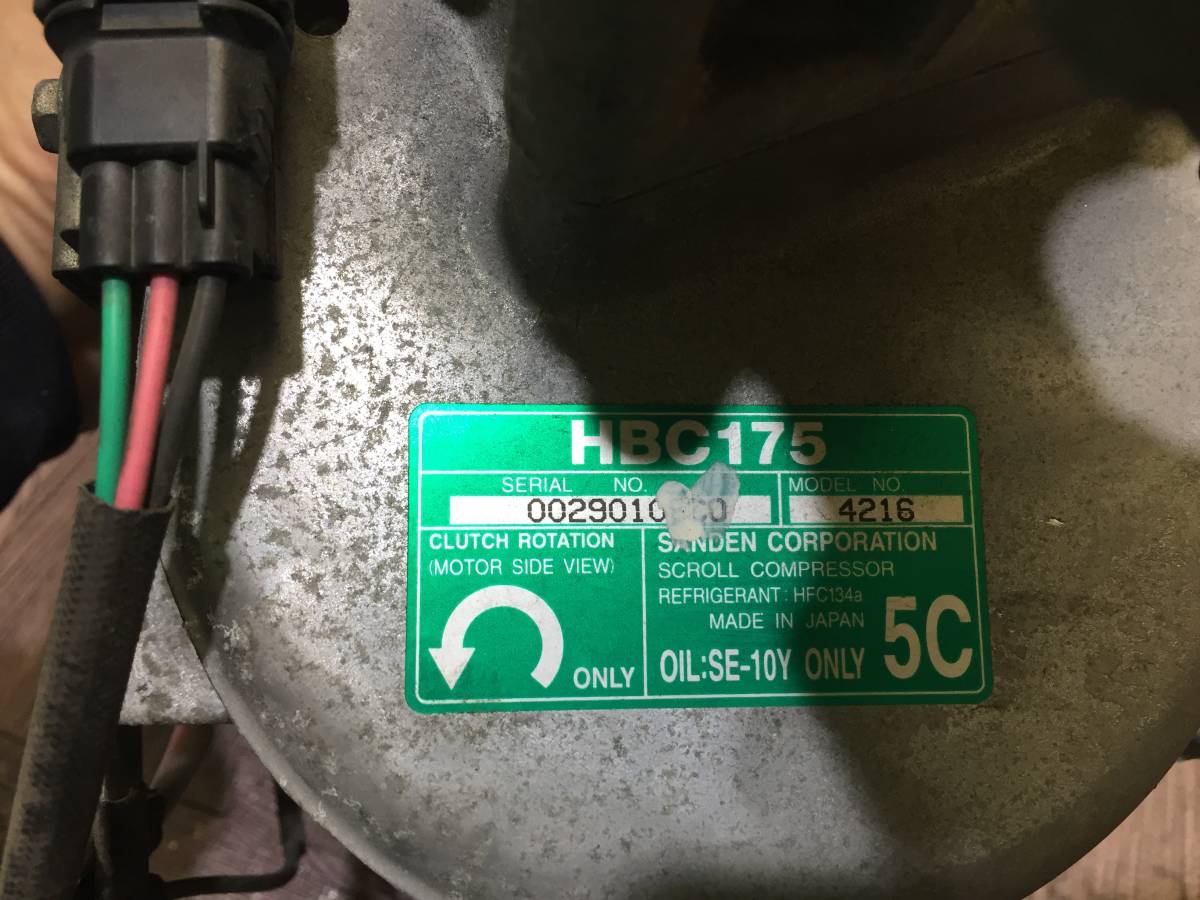 HBC175
SERIAL NO.
MODEL NO.
4216
CLUTCH ROTATION
(MOTOR SIDE VIEW)
ONLY
SANDEN CORPORATION
SCROLL COMPRESSOR
REFRIGERANT: HFC134a
MADE IN JAPAN
OIL:SE-10Y ONLY
5C